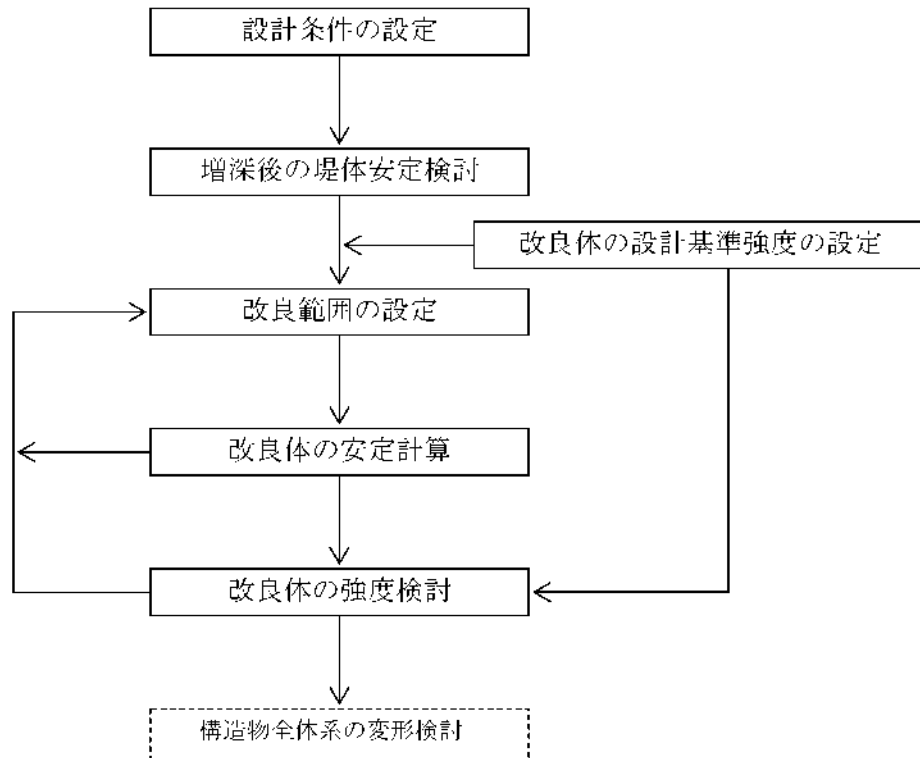 設計条件の設定
増深後の堤体安定検討
改良体の設計基準強度の設定
改良範囲の設定
改良体の安定計算
改良体の強度検討
構造物全体系の変形検討